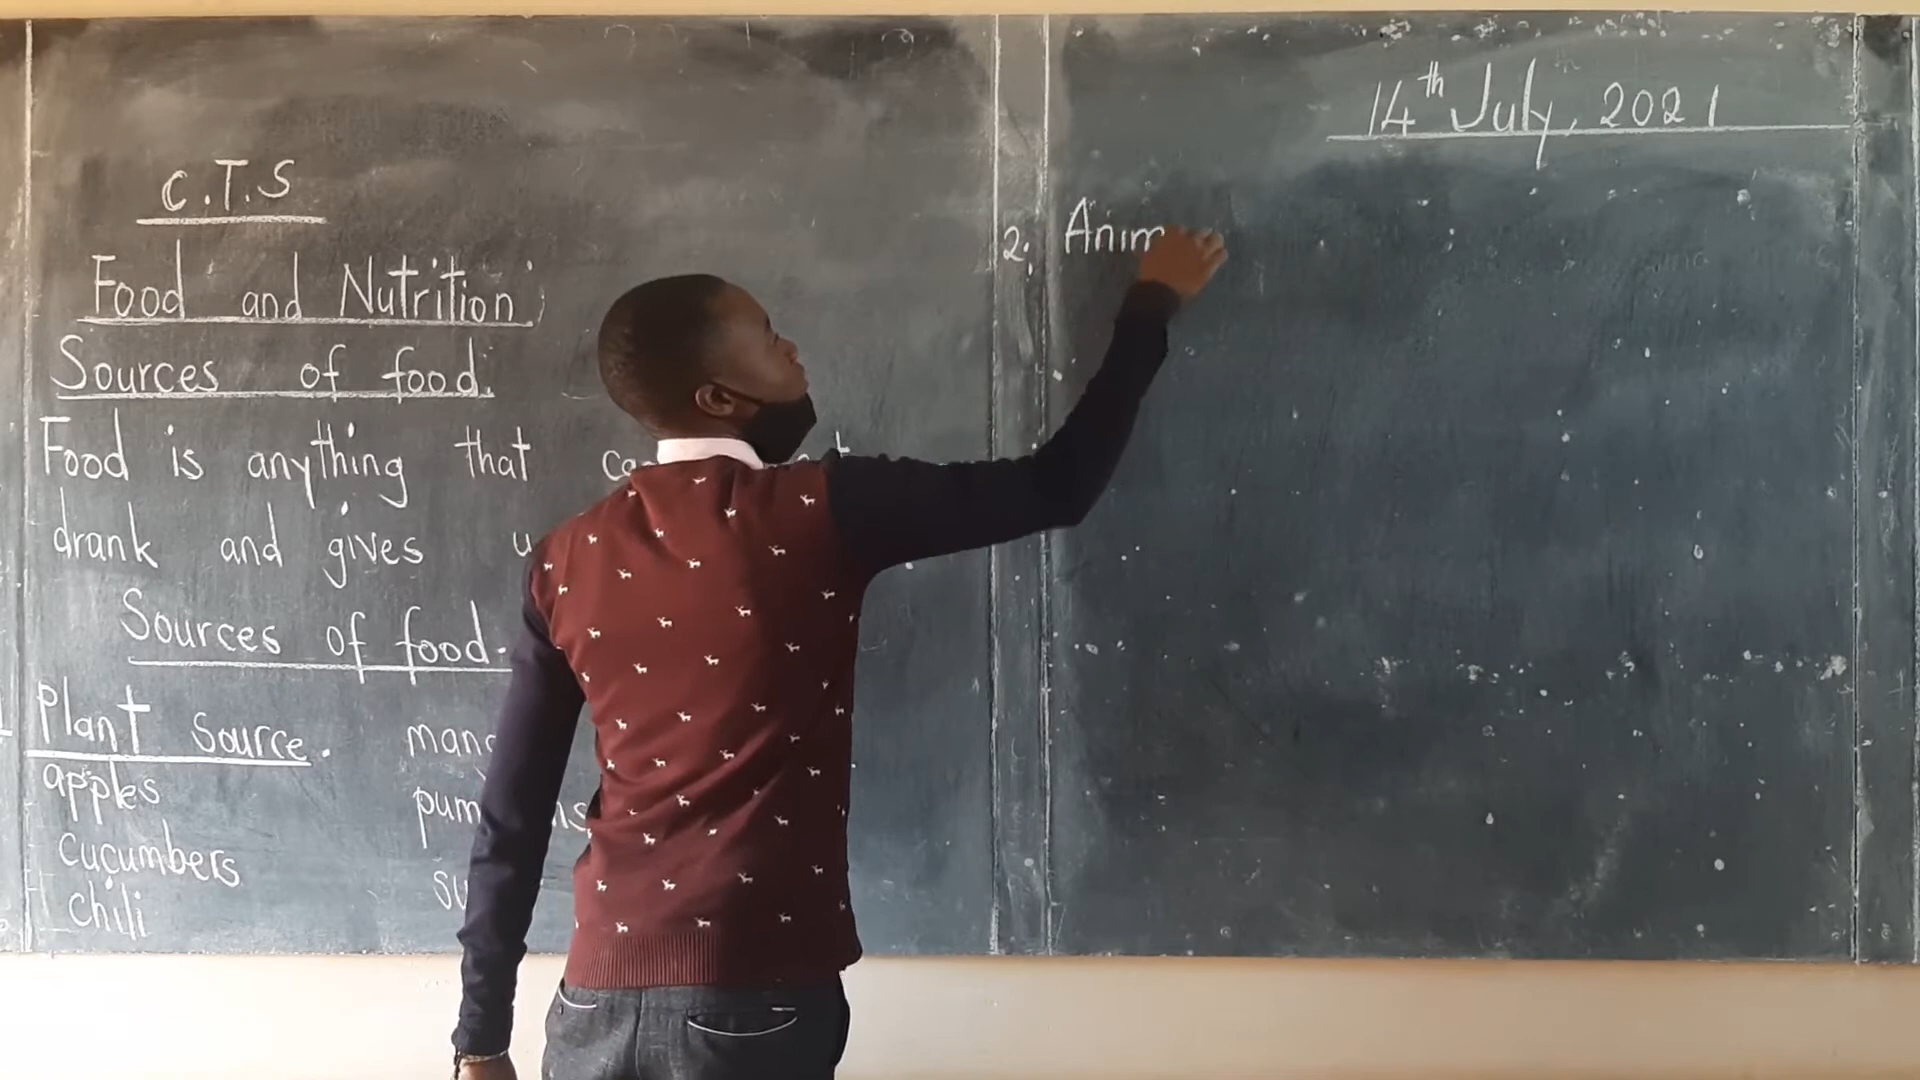 C.T.S
Food and Nutrition
Sources of food.
Food is anything that
drank and gives
Sources of food.
Plant Source.
apples
cucumbers
chili
14th July, 2021
2;